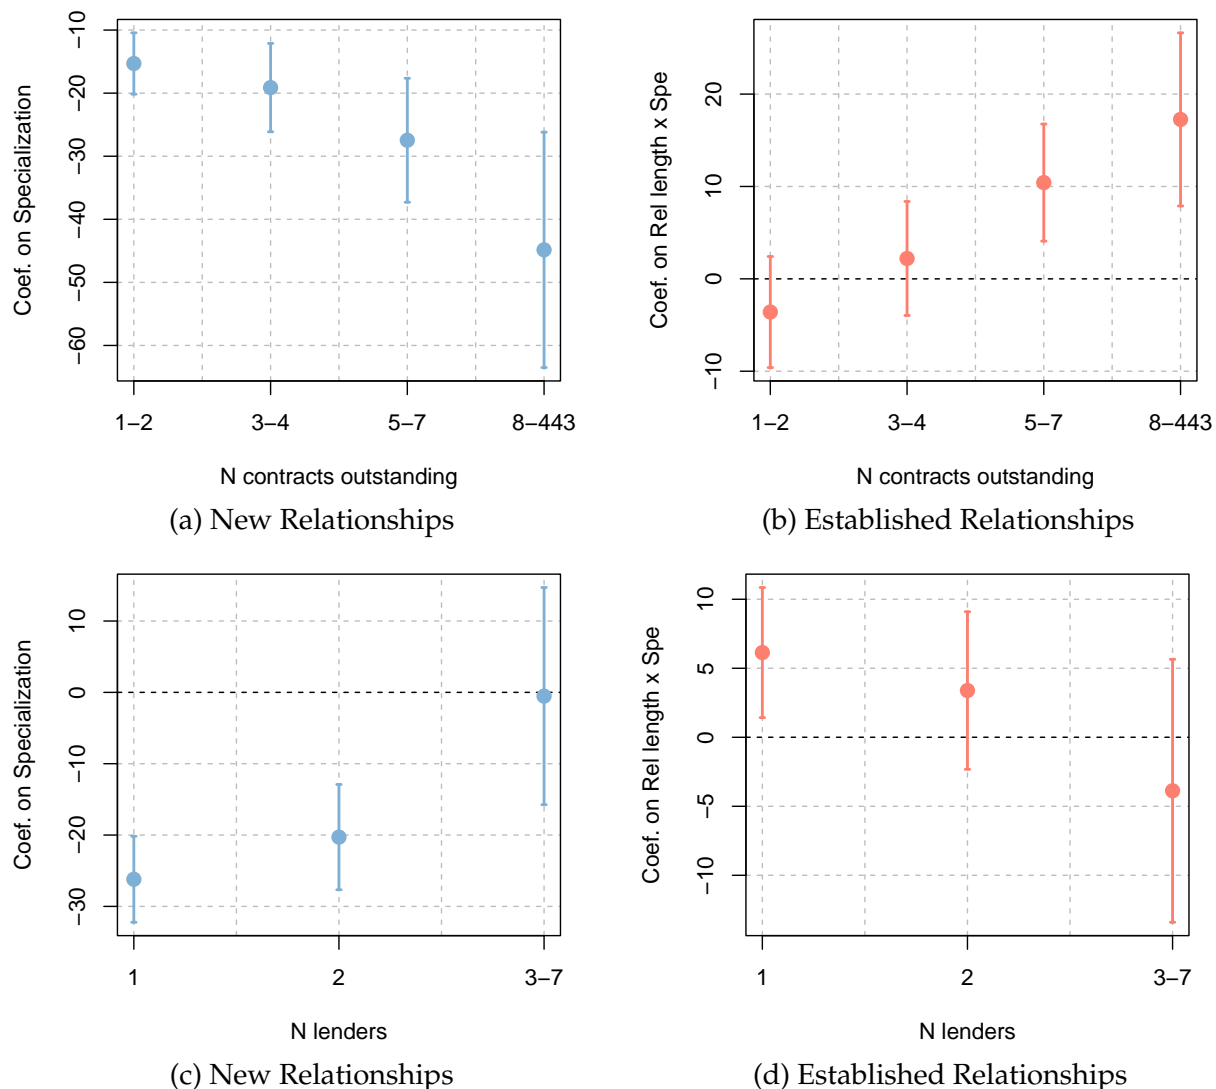 Coef. on Specialization
−10
−20
−30
−40
−50
−60
1−2
3−4
5−7
8−443
N contracts outstanding
(a) New Relationships
Coef. on Rel length x Spe
20
10
0
−10
1−2
3−4
5−7
8−443
N contracts outstanding
(b) Established Relationships
Coef. on Specialization
10
0
−10
−20
−30
1
2
3−7
N lenders
(c) New Relationships
Coef. on Rel length x Spe
10
5
0
−5
−10
1
2
3−7
N lenders
(d) Established Relationships